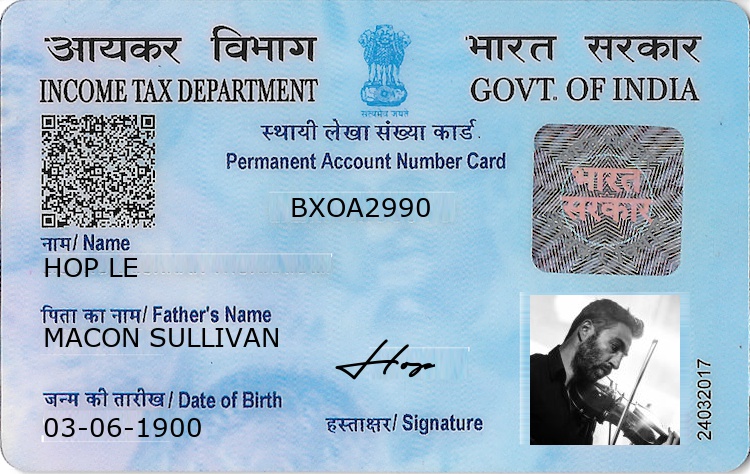 आयकर विभाग
INCOME TAX DEPARTMENT
सत्यमेव जयते
भारत सरकार
GOVT. OF INDIA
स्थायी लेखा संख्या कार्ड
Permanent Account Number Card
BXOA2990
भारत
सरकार
नाम/ Name
HOP LE
पिता का नाम/ Father's Name
MACON SULLIVAN
जन्म की तारीख/ Date of Birth
03-06-1900
Hop
हस्ताक्षर/ Signature
24032017